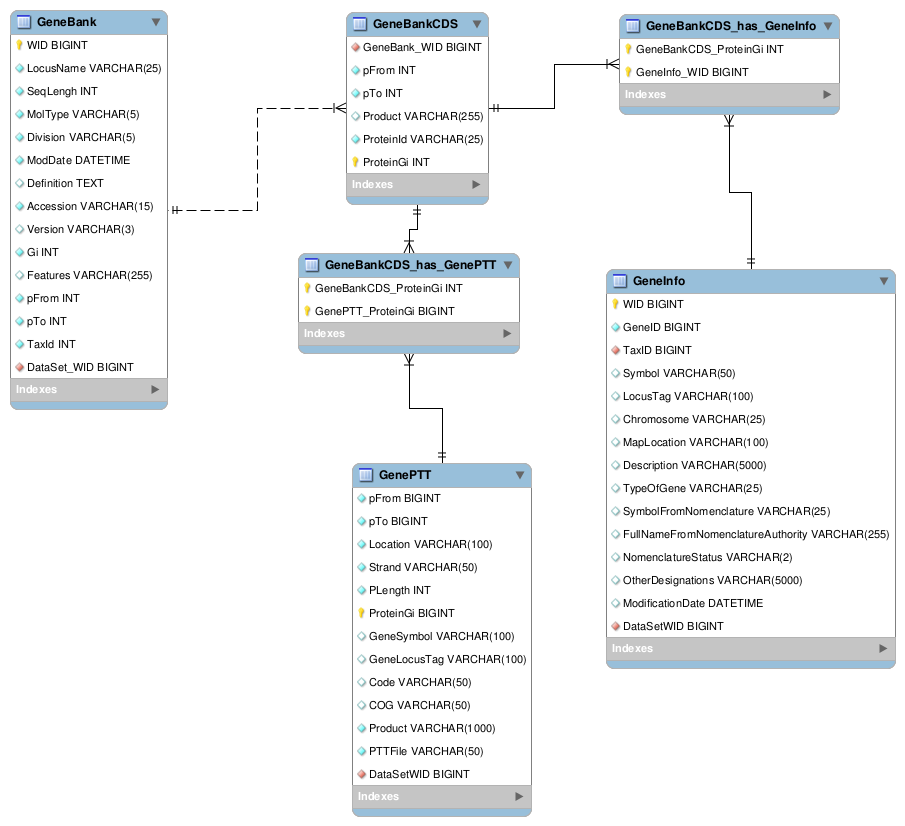 GeneBank
WID BIGINT
LocusName VARCHAR(25)
SeqLengh INT
MolType VARCHAR(5)
Division VARCHAR(5)
ModDate DATETIME
Definition TEXT
Accession VARCHAR(15)
Version VARCHAR(3)
Gi INT
Features VARCHAR(255)
pFrom INT
pTo INT
TaxId INT
DataSet_WID BIGINT
Indexes
GeneBankCDS
GeneBank_WID BIGINT
pFrom INT
pTo INT
Product VARCHAR(255)
ProteinId VARCHAR(25)
ProteinGi INT
Indexes
GeneBankCDS_has_GeneInfo
GeneBankCDS_ProteinGi INT
GeneInfo_WID BIGINT
Indexes
GeneBankCDS_has_GenePTT
GeneBankCDS_ProteinGi INT
GenePTT_ProteinGi BIGINT
Indexes
GeneInfo
WID BIGINT
GeneID BIGINT
TaxID BIGINT
Symbol VARCHAR(50)
LocusTag VARCHAR(100)
Chromosome VARCHAR(25)
MapLocation VARCHAR(100)
Description VARCHAR(5000)
TypeOfGene VARCHAR(25)
SymbolFromNomenclature VARCHAR(25)
FullNameFromNomenclatureAuthority VARCHAR(255)
NomenclatureStatus VARCHAR(2)
OtherDesignations VARCHAR(5000)
ModificationDate DATETIME
DataSetWID BIGINT
Indexes
GenePTT
pFrom BIGINT
pTo BIGINT
Location VARCHAR(100)
Strand VARCHAR(50)
PLength INT
ProteinGi BIGINT
GeneSymbol VARCHAR(100)
GeneLocusTag VARCHAR(100)
Code VARCHAR(50)
COG VARCHAR(50)
Product VARCHAR(1000)
PTTFile VARCHAR(50)
DataSetWID BIGINT
Indexes